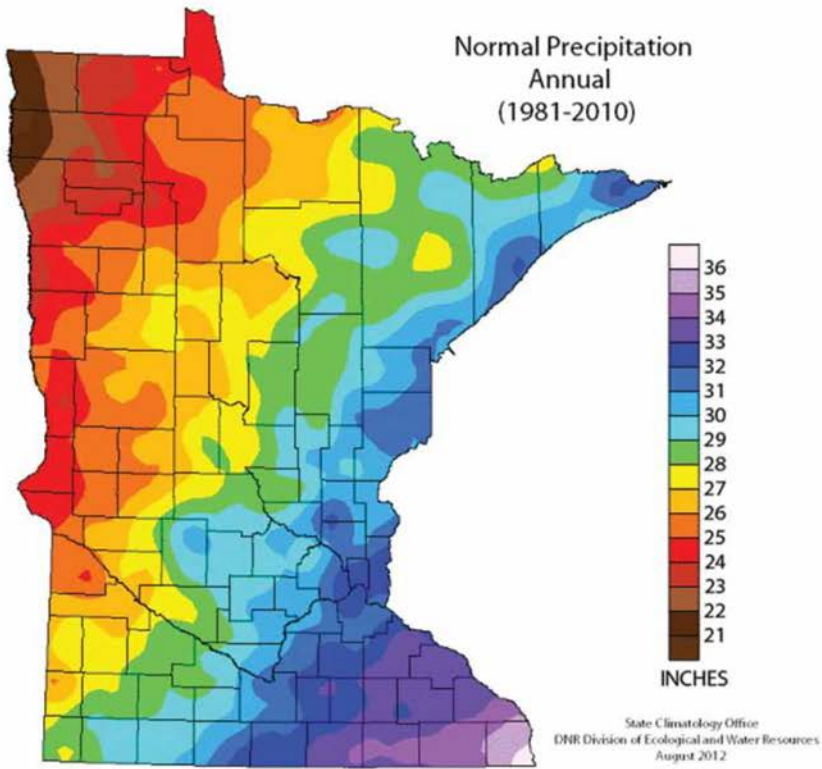 Normal Precipitation
Annual
(1981-2010)
36
35
34
33
32
31
30
29
28
27
26
25
24
23
22
21
INCHES
State Climatology Office
DNR Division of Ecological and Water Resources
August 2012